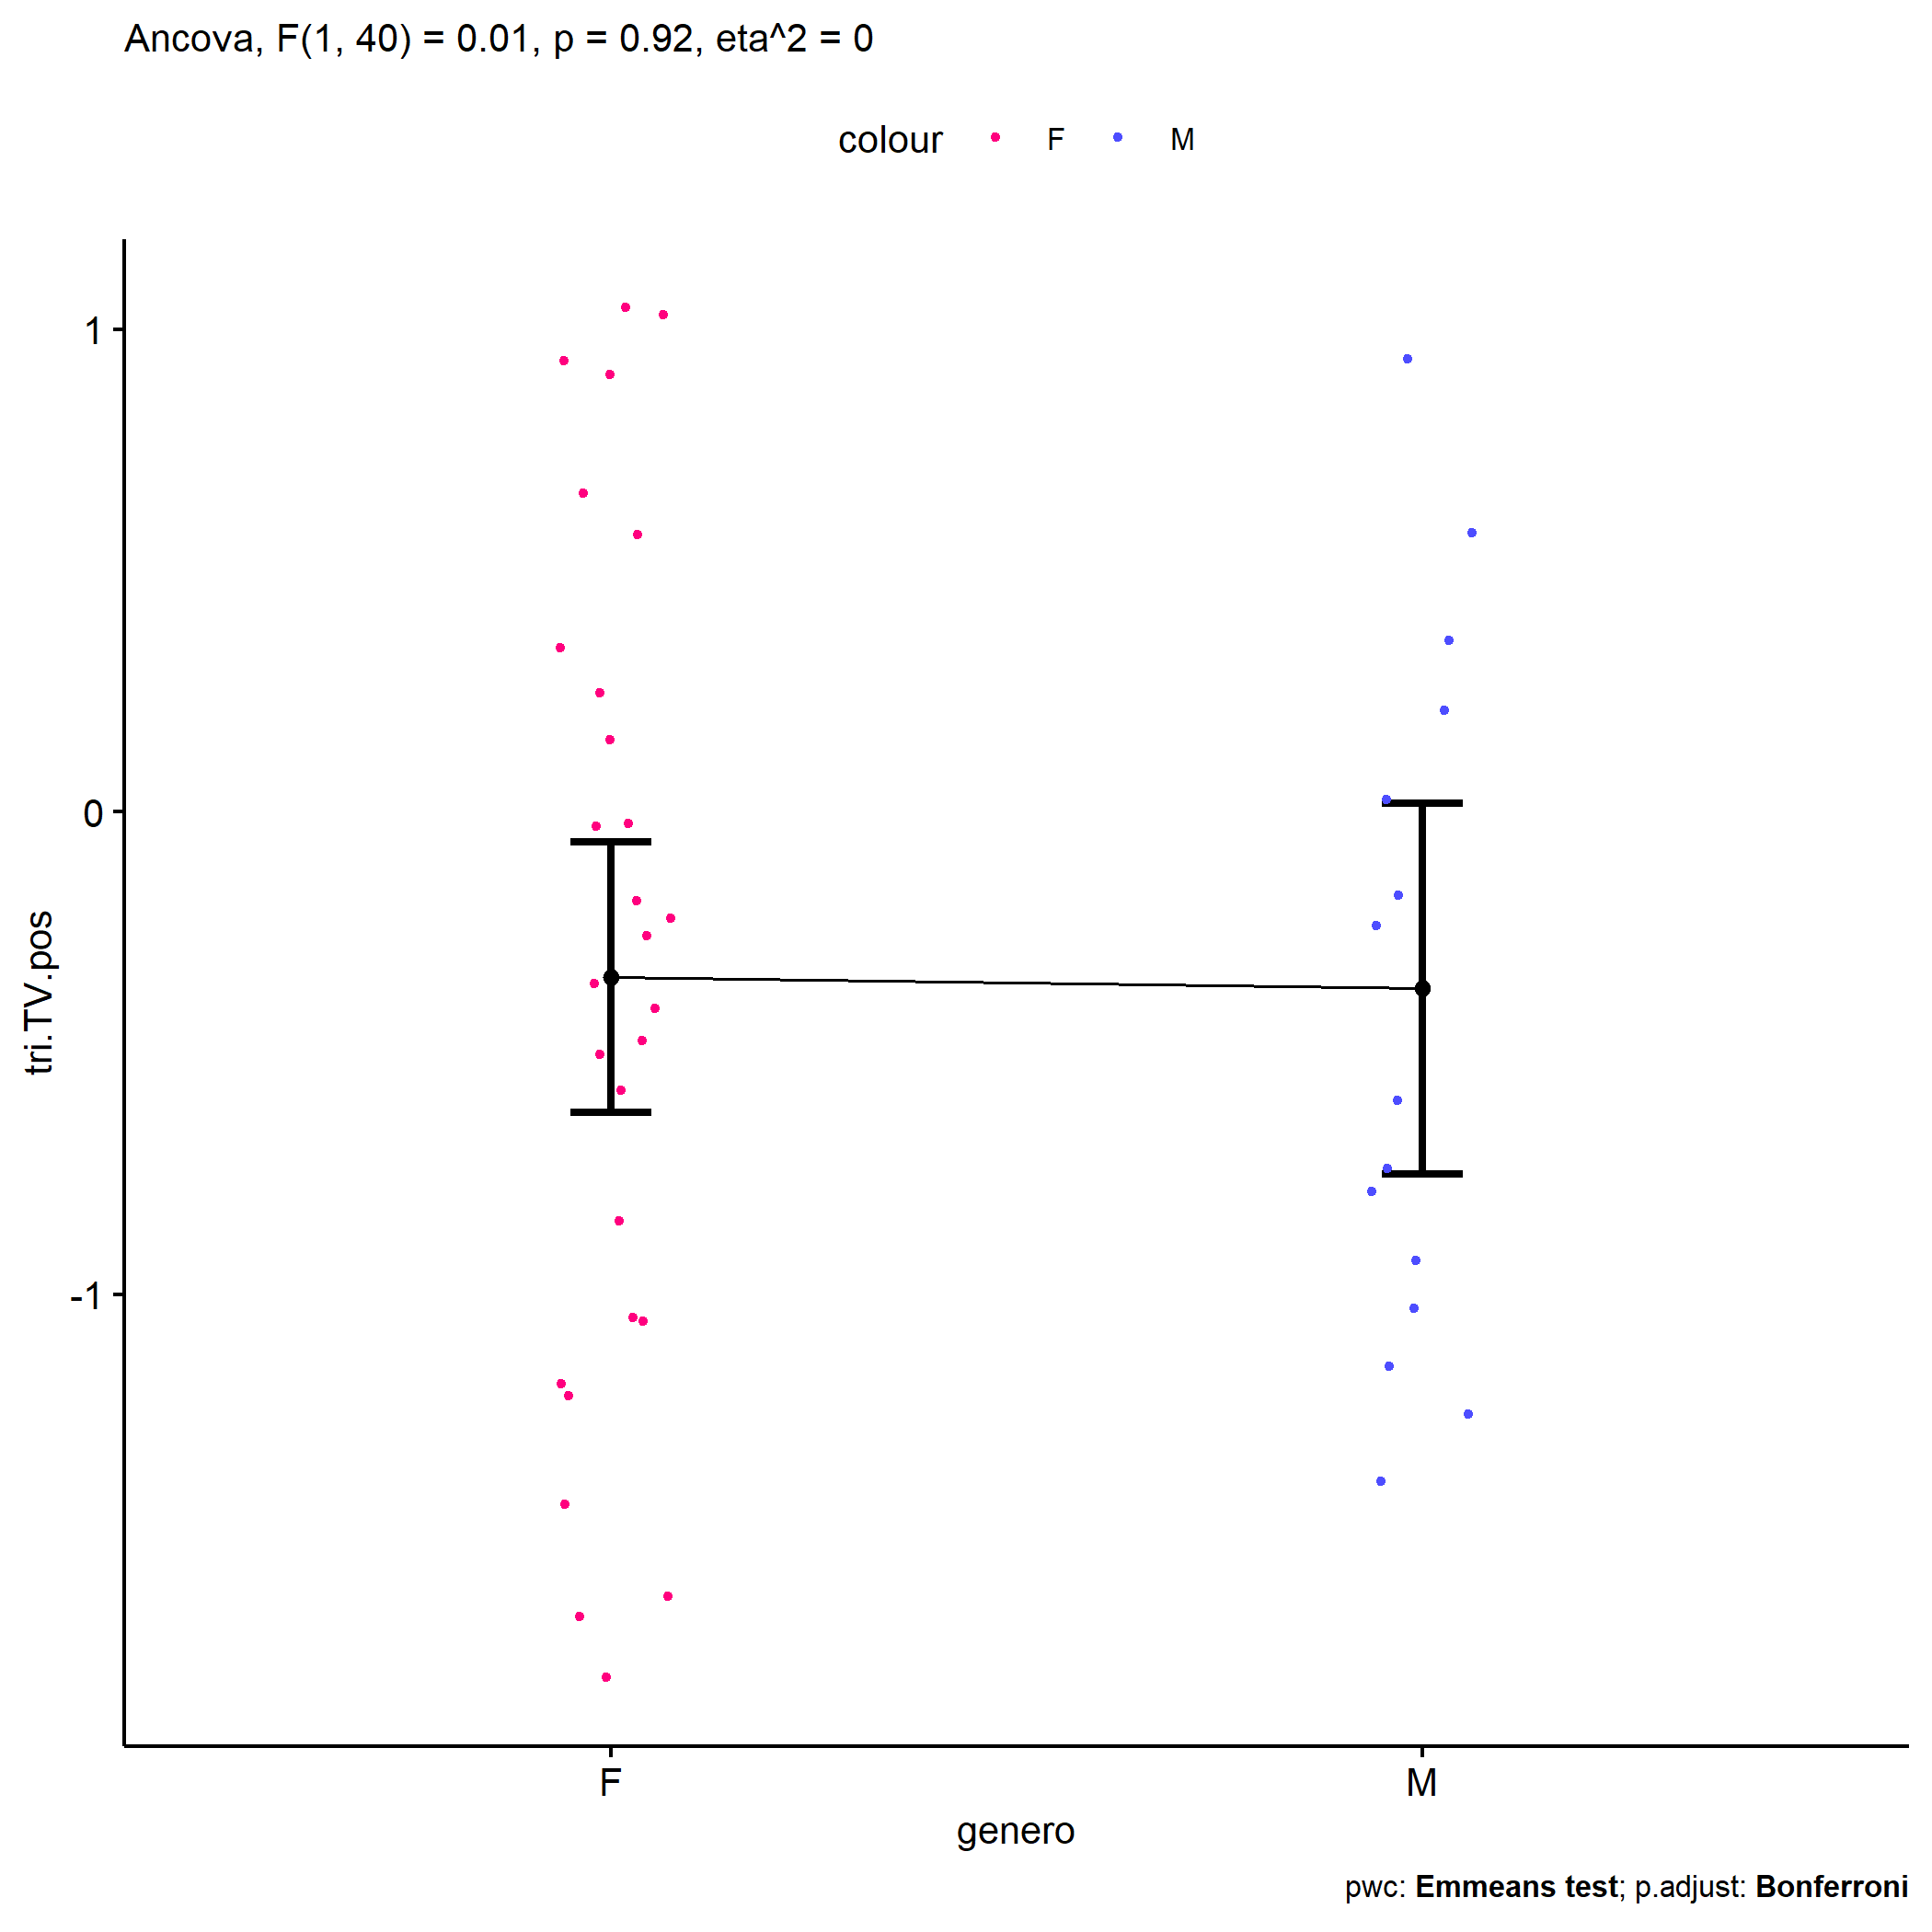 Ancova, F(1, 40) = 0.01, p = 0.92, eta^2 = 0
colour F M
1
0
-1
tri.TV.pos
F M
genero
pwc: Emmeans test; p.adjust: Bonferroni